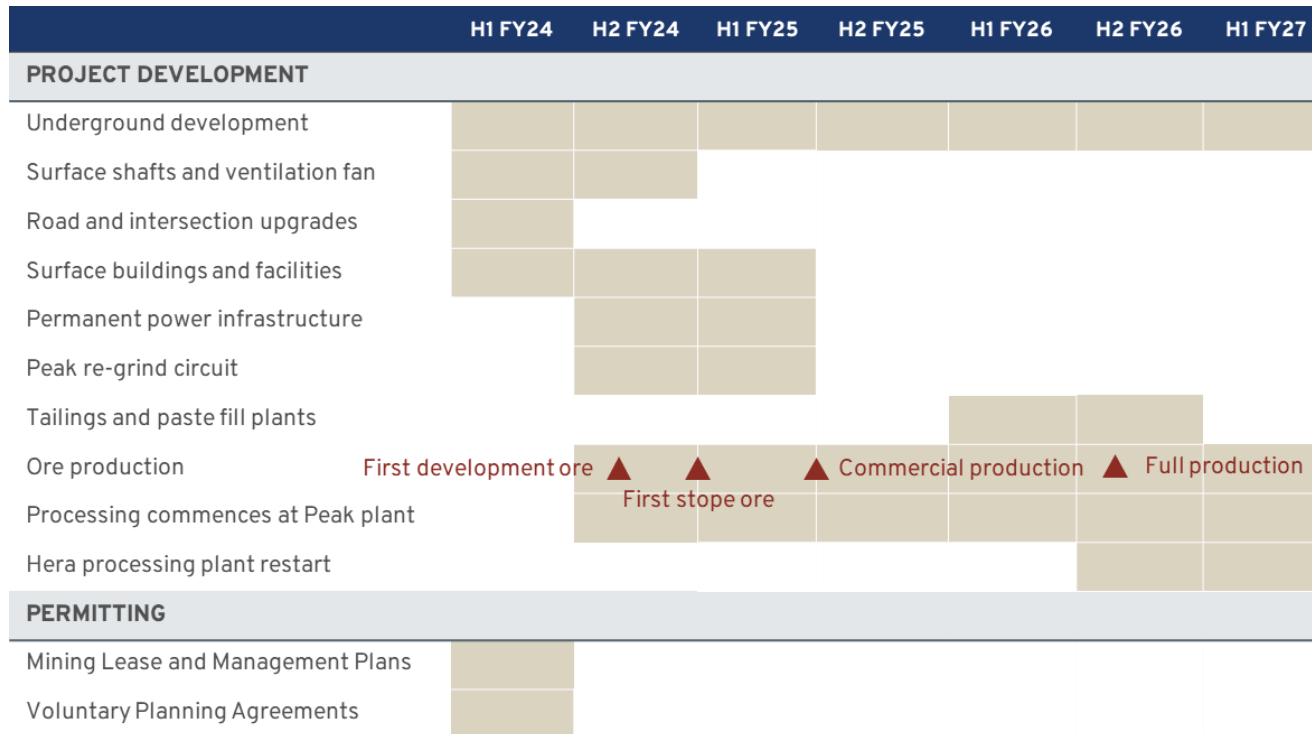 H1 FY24 H2 FY24 H1 FY25 H2 FY25 H1 FY26 H2 FY26 H1 FY27
PROJECT DEVELOPMENT
Underground development
Surface shafts and ventilation fan
Road and intersection upgrades
Surface buildings and facilities
Permanent power infrastructure
Peak re-grind circuit
Tailings and paste fill plants
Ore production First development ore Commercial production Full production
First stope ore
Processing commences at Peak plant
Hera processing plant restart
PERMITTING
Mining Lease and Management Plans
Voluntary Planning Agreements